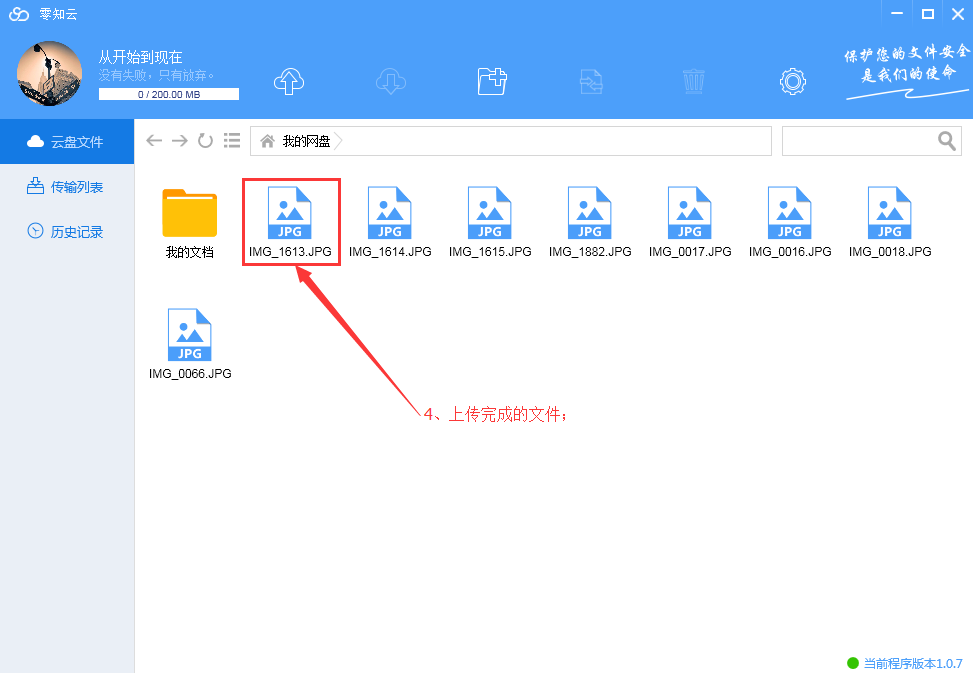 零知云
从开始到现在
没有失败，只有放弃。
0 / 200.00 MB
保护您的文件安全
是我们的使命
云盘文件
传输列表
历史记录
我的网盘
我的文档
JPG
IMG_1613.JPG
JPG
IMG_1614.JPG
JPG
IMG_1615.JPG
JPG
IMG_1882.JPG
JPG
IMG_0017.JPG
JPG
IMG_0016.JPG
JPG
IMG_0018.JPG
JPG
IMG_0066.JPG
4、上传完成的文件;
当前程序版本1.0.7